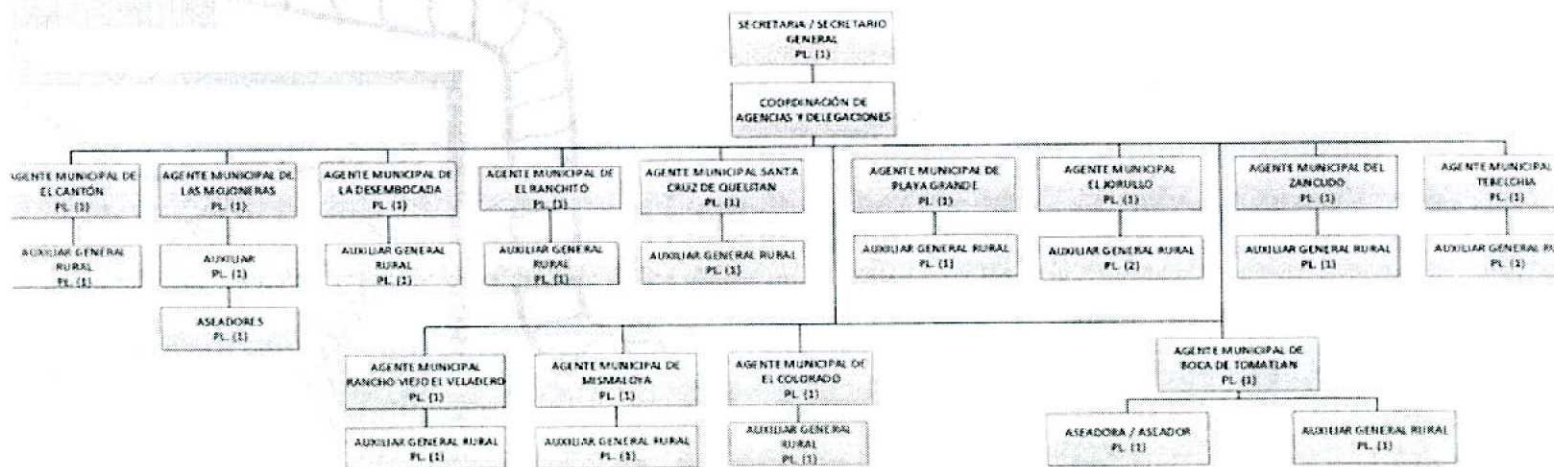 SECRETARIA / SECRETARIO
GENERAL
PL. (1)
COORDINACIÓN DE
AGENCIAS Y DELEGACIONES
AGENTE MUNICIPAL DE
EL CANTÓN
PL. (1)
AGENTE MUNICIPAL DE
LAS MOJONERAS
PL. (1)
AGENTE MUNICIPAL DE
LA DESEMBOCADA
PL. (1)
AGENTE MUNICIPAL DE
EL RANCHITO
PL. (1)
AGENTE MUNICIPAL SANTA
CRUZ DE QUELITAN
PL. (1)
AGENTE MUNICIPAL DE
PLAYA GRANDE
PL. (1)
AGENTE MUNICIPAL
EL JORULLO
PL. (1)
AGENTE MUNICIPAL DEL
ZANCUDO
PL. (1)
AGENTE MUNICIPAL
TEBELCHIA
PL. (1)
AUXILIAR GENERAL
RURAL
PL. (1)
AUXILIAR
PL. (1)
AUXILIAR GENERAL
RURAL
PL. (1)
AUXILIAR GENERAL
RURAL
PL. (1)
AUXILIAR GENERAL RURAL
PL. (1)
AUXILIAR GENERAL RURAL
PL. (1)
AUXILIAR GENERAL RURAL
PL. (2)
AUXILIAR GENERAL RURAL
PL. (1)
AUXILIAR GENERAL
PL. (1)
ASEADORES
PL. (1)
AGENTE MUNICIPAL
RANCHO VIEJO EL VELADERO
PL. (1)
AGENTE MUNICIPAL DE
MISMALOYA
PL. (1)
AGENTE MUNICIPAL DE
EL COLORADO
PL. (1)
AGENTE MUNICIPAL DE
BOCA DE TOMATLAN
PL. (1)
AUXILIAR GENERAL RURAL
PL. (1)
AUXILIAR GENERAL RURAL
PL. (1)
AUXILIAR GENERAL
RURAL
PL. (1)
ASEADORA / ASEADOR
PL. (1)
AUXILIAR GENERAL RURAL
PL. (1)